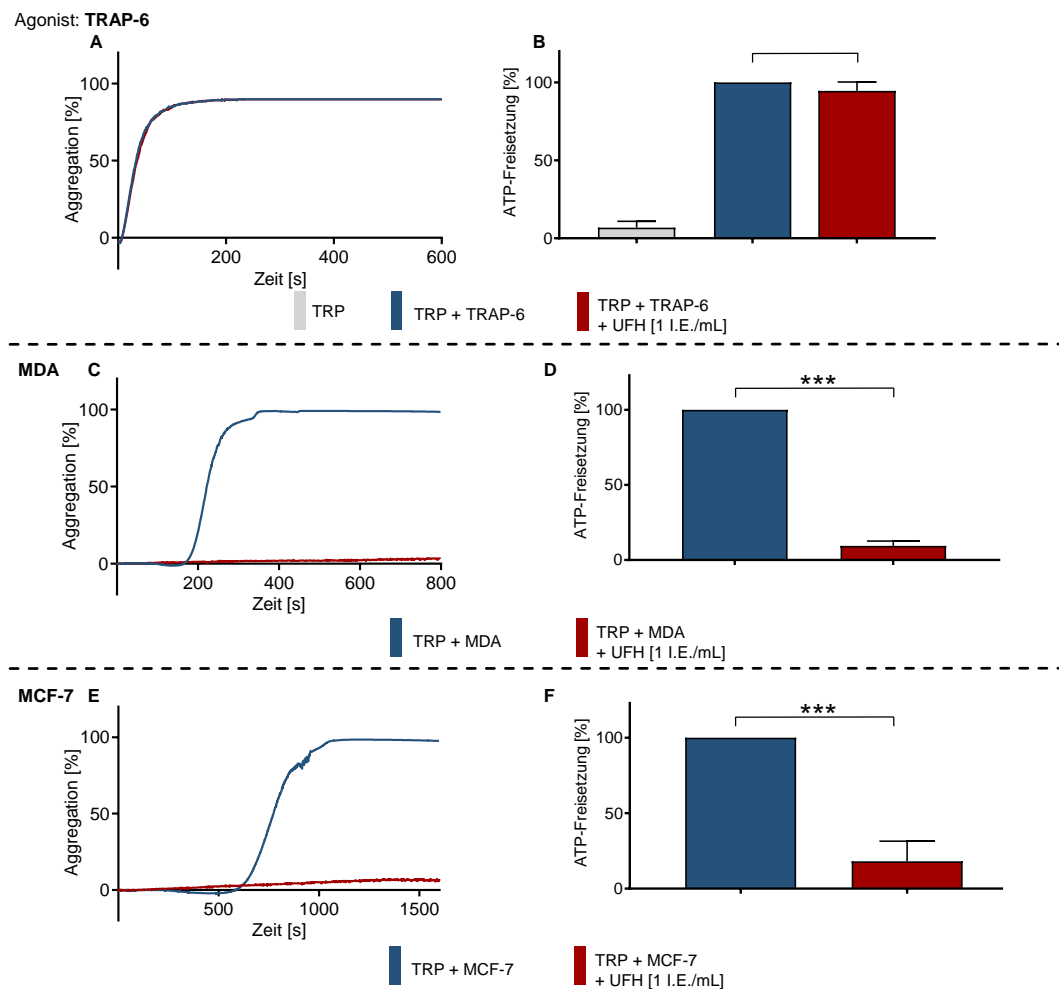 Agonist: TRAP-6
A
B
Aggregation [%]
100
50
0
200
400
600
Zeit [s]
ATP-Freisetzung [%]
100
50
0
TRP
TRP + TRAP-6
TRP + TRAP-6
+ UFH [1 I.E./mL]
MDA
C
D
Aggregation [%]
100
50
0
200
400
600
800
Zeit [s]
ATP-Freisetzung [%]
100
50
0
***
TRP + MDA
TRP + MDA
+ UFH [1 I.E./mL]
MCF-7
E
F
Aggregation [%]
100
50
0
500
1000
1500
Zeit [s]
ATP-Freisetzung [%]
100
50
0
***
TRP + MCF-7
TRP + MCF-7
+ UFH [1 I.E./mL]